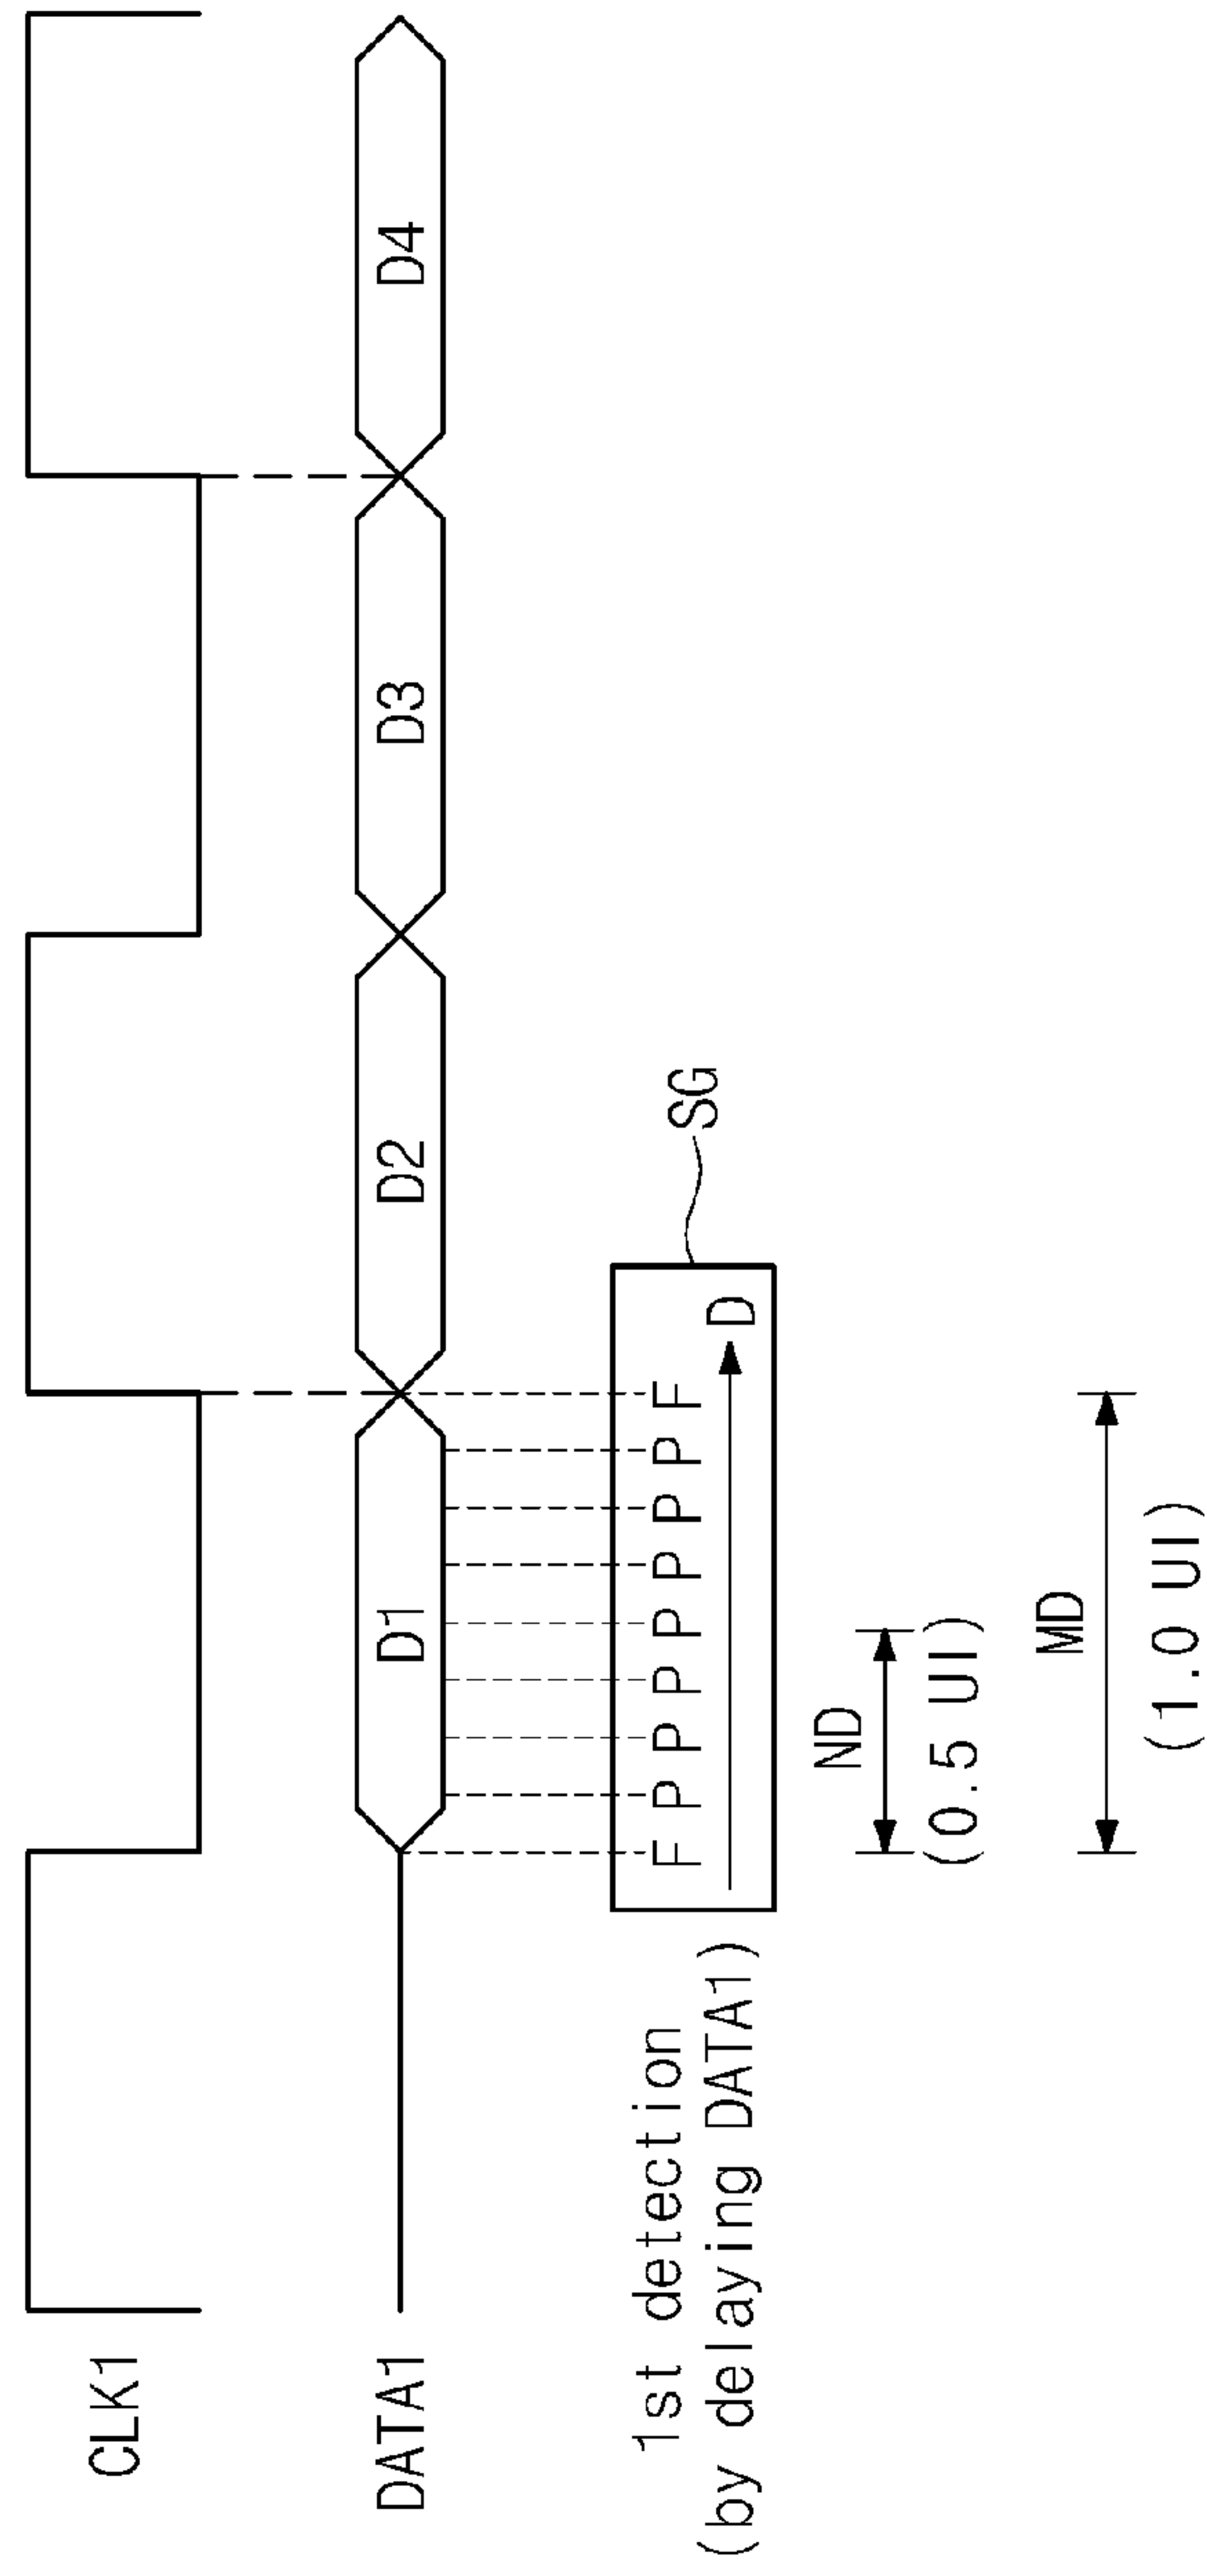 CLK1
DATA1
D1
D2
D3
D4
1st detection
(by delaying DATA1)
F P P P P P P P F
D
SG
ND
(0.5 UI)
MD
(1.0 UI)